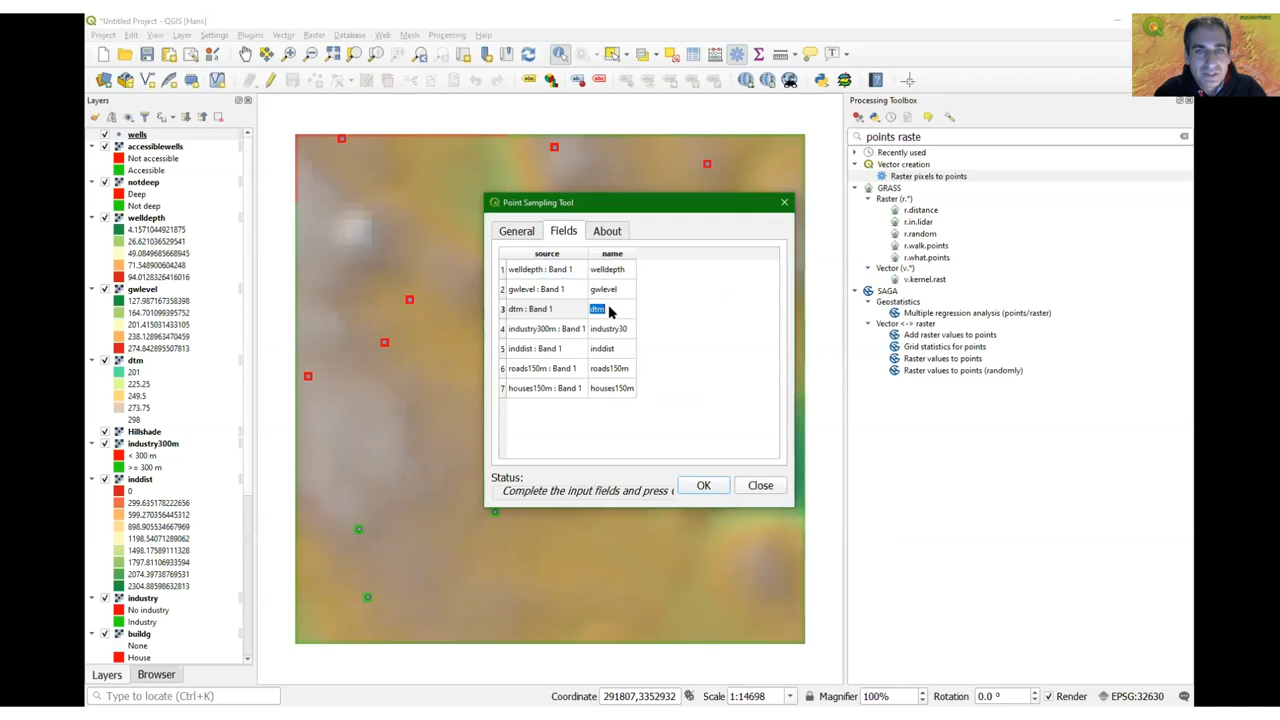 *Untitled Project - QGIS [Hans]
Project Edit View Layer Settings Plugins Vector Raster Database Web Mesh Processing Help
Layers
wells
accessiblewells
Not accessible
Accessible
notdeep
Deep
Not deep
welldepth
4.1571044921875
26.621036529541
49.0849685668945
71.548900604248
94.0128326416016
gwlevel
127.987167358398
164.701099395752
201.415031433105
238.128963470459
274.842895507813
dtm
201
225.25
249.5
273.75
298
Hillshade
industry300m
< 300 m
>= 300 m
inddist
0
299.635178222656
599.270356445312
898.905534667969
1198.54071289062
1498.17589111328
1797.81106933594
2074.39738769531
2304.88598632813
industry
No industry
Industry
buildg
None
House
Layers Browser
Type to locate (Ctrl+K)
Point Sampling Tool
General Fields About
source name
1 welldepth : Band 1 welldepth
2 gwlevel : Band 1 gwlevel
3 dtm : Band 1 dtm
4 industry300m : Band 1 industry30
5 inddist : Band 1 inddist
6 roads150m : Band 1 roads150m
7 houses150m : Band 1 houses150m
Status:
Complete the input fields and press
OK Close
Processing Toolbox
points raste
Recently used
Vector creation
Raster pixels to points
GRASS
Raster (r.*)
r.distance
r.in.lidar
r.random
r.walk.points
r.what.points
Vector (v.*)
v.kernel.rast
SAGA
Geostatistics
Multiple regression analysis (points/raster)
Vector <-> raster
Add raster values to points
Grid statistics for points
Raster values to points
Raster values to points (randomly)
Coordinate 291807,3352932 Scale 1:14698 Magnifier 100% Rotation 0.0 ° Render EPSG:32630